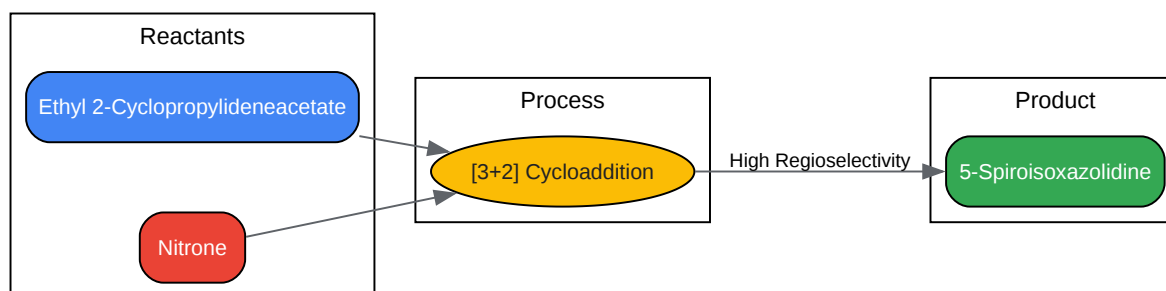 Reactants
Ethyl 2-Cyclopropylideneacetate
Nitrone
Process
[3+2] Cycloaddition
High Regioselectivity
Product
5-Spiroisoxazolidine